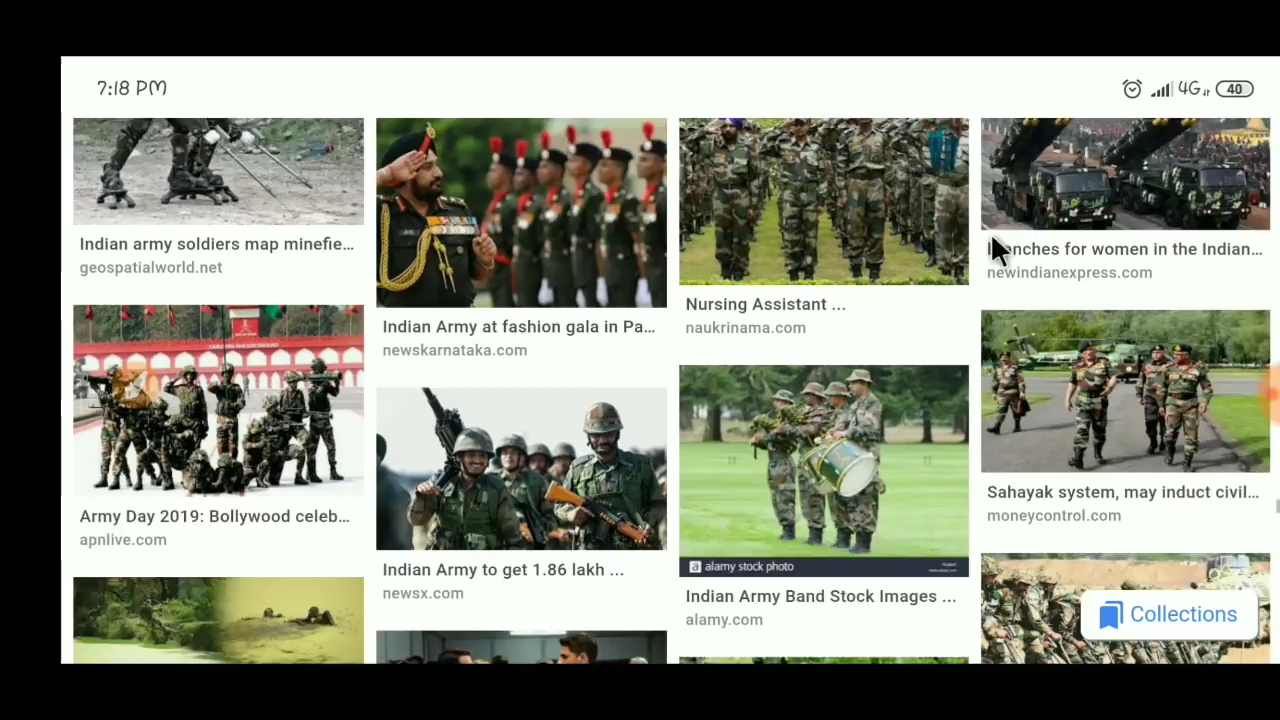 7:18 PM
4G
40
Indian army soldiers map minefie...
geospatialworld.net
Army Day 2019: Bollywood celeb...
apnlive.com
Indian Army at fashion gala in Pa...
newskarnataka.com
Indian Army to get 1.86 lakh ...
newsx.com
Nursing Assistant ...
naukrinama.com
a alamy stock photo
Indian Army Band Stock Images ...
alamy.com
for women in the Indian...
newindianexpress.com
Sahayak system, may induct civil...
moneycontrol.com
Collections